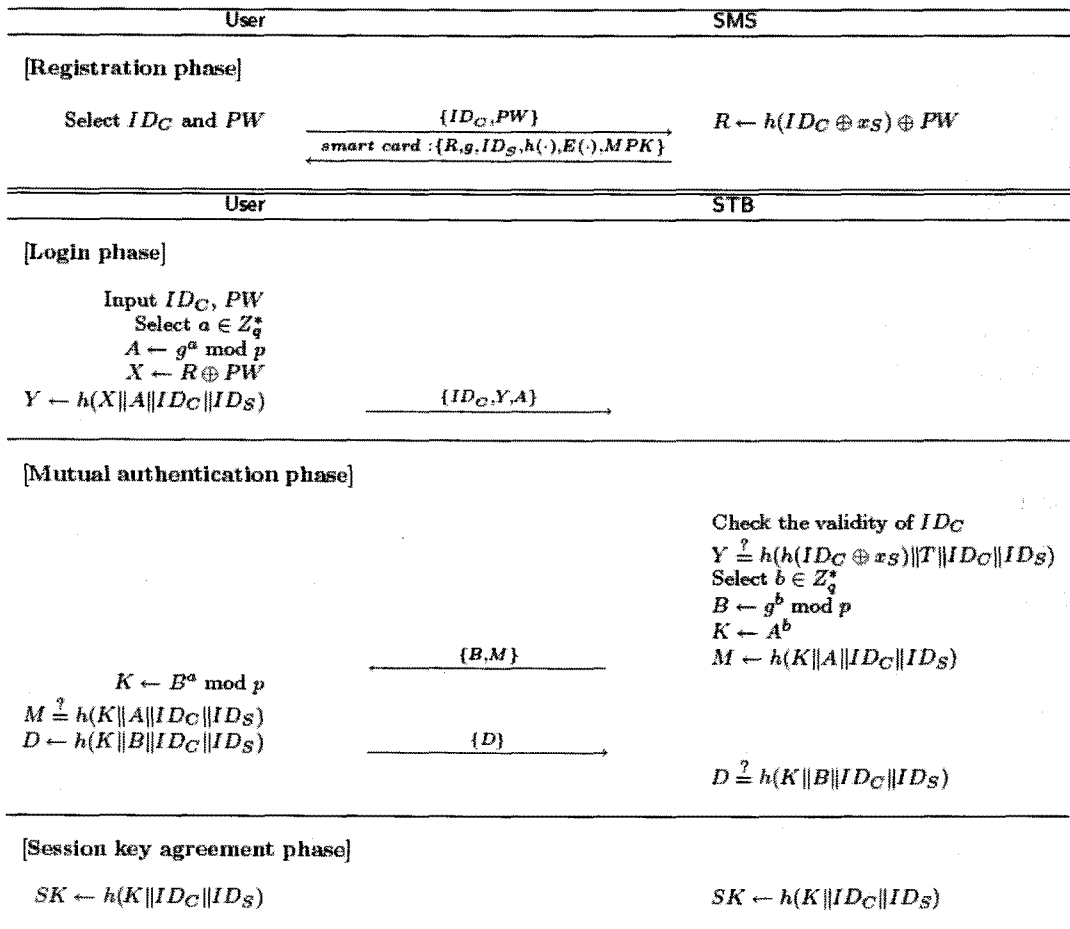 User SMS
[Registration phase]
Select ID_C and PW {ID_C,PW} R ← h(ID_C ⊕ x_S) ⊕ PW
smart card :{R,g,ID_S,h(·),E(·),MPK}
User STB
[Login phase]
Input ID_C, PW
Select a ∈ Z_q^*
A ← g^a mod p
X ← R ⊕ PW
Y ← h(X‖A‖ID_C‖ID_S) {ID_C,Y,A}
[Mutual authentication phase]
Check the validity of ID_C
Y ≟ h(h(ID_C ⊕ x_S)‖T‖ID_C‖ID_S)
Select b ∈ Z_q^*
B ← g^b mod p
K ← A^b
{B,M} M ← h(K‖A‖ID_C‖ID_S)
K ← B^a mod p
M ≟ h(K‖A‖ID_C‖ID_S)
D ← h(K‖B‖ID_C‖ID_S) {D}
D ≟ h(K‖B‖ID_C‖ID_S)
[Session key agreement phase]
SK ← h(K‖ID_C‖ID_S) SK ← h(K‖ID_C‖ID_S)